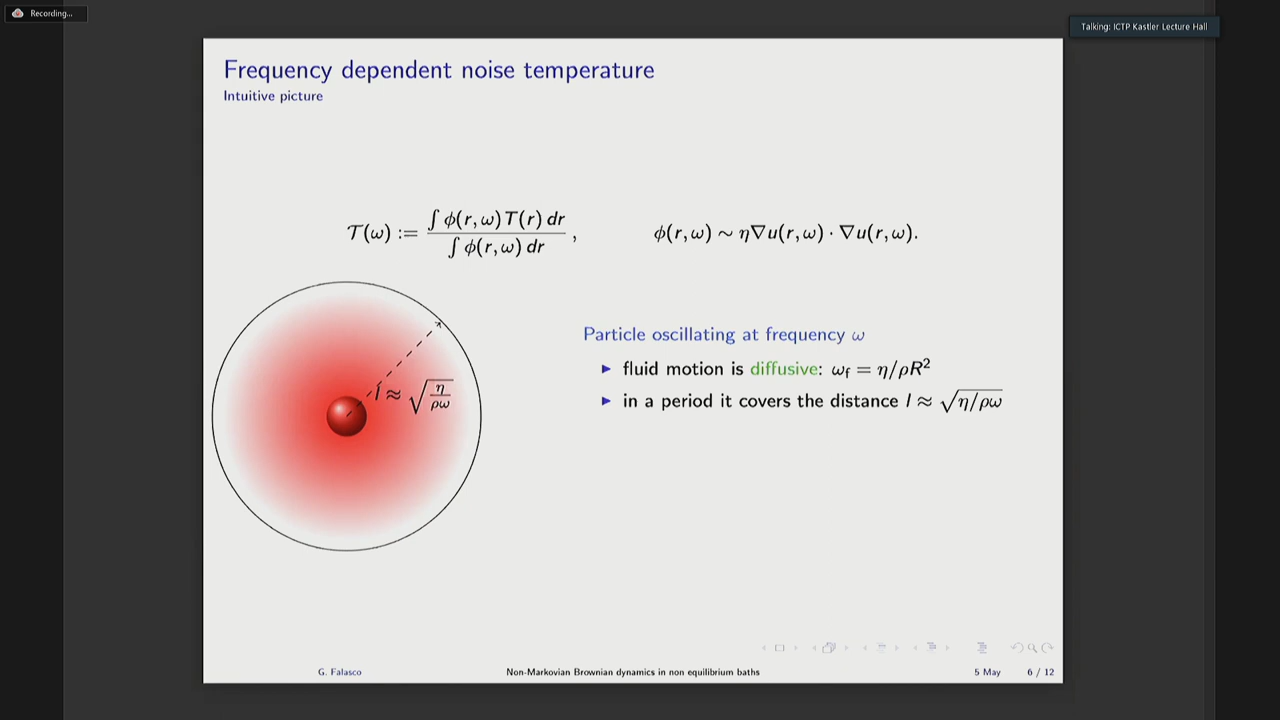 Recording...
Talking: ICTP Kastler Lecture Hall
Frequency dependent noise temperature
Intuitive picture
𝒯(ω) := ∫ ϕ(r, ω) T(r) dr / ∫ ϕ(r, ω) dr , ϕ(r, ω) ∼ η∇u(r, ω) · ∇u(r, ω).
Particle oscillating at frequency ω
▶ fluid motion is diffusive: ω_f = η/ρR²
l ≈ √(η/ρω)
▶ in a period it covers the distance l ≈ √(η/ρω)
G. Falasco Non-Markovian Brownian dynamics in non equilibrium baths 5 May 6 / 12